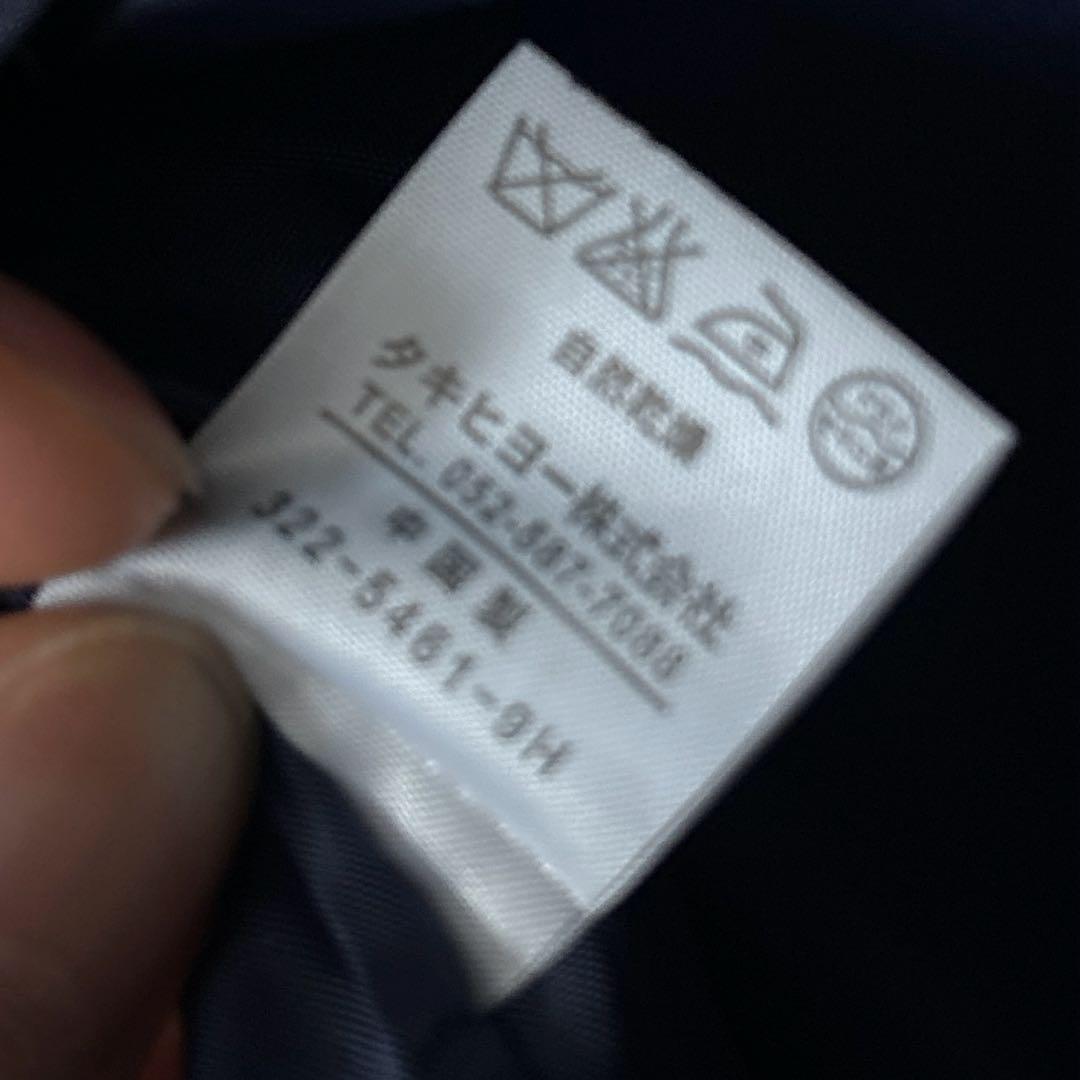 自然乾燥
タキヒヨー株式会社
TEL. 052-587-7088
中国製
322-5461-9H